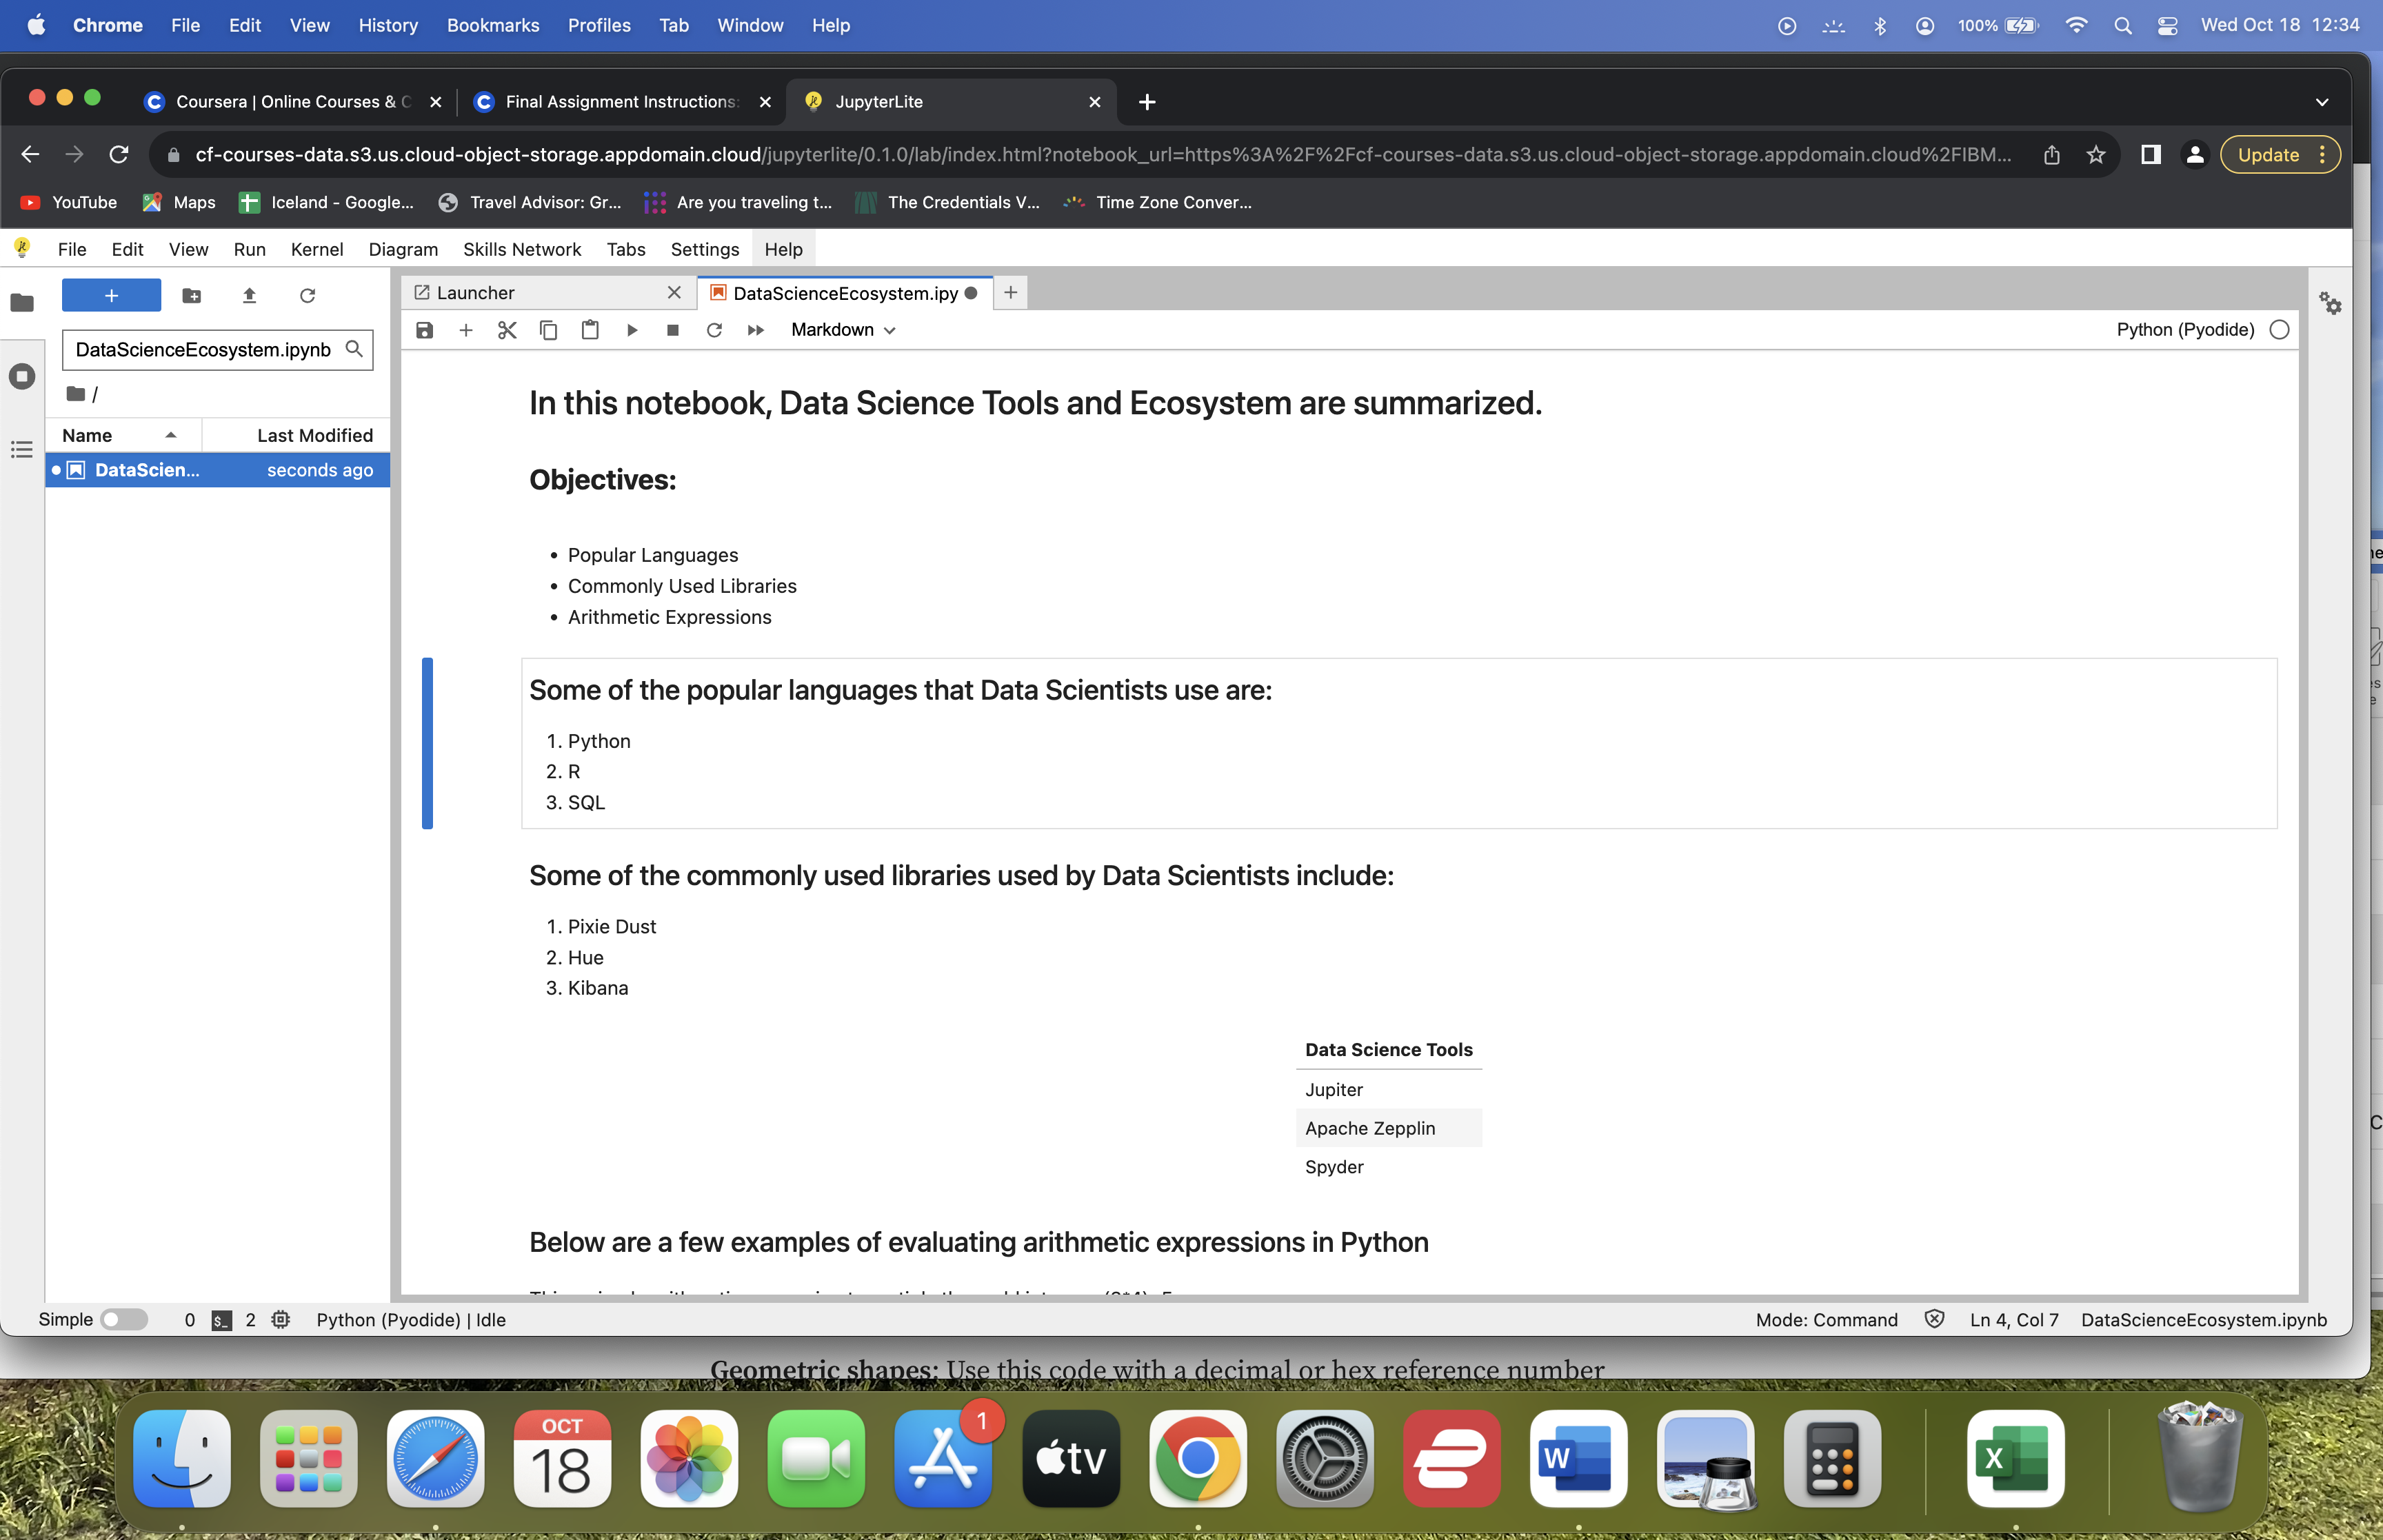 Chrome File Edit View History Bookmarks Profiles Tab Window Help 100% Wed Oct 18 12:34
Coursera | Online Courses & C Final Assignment Instructions: JupyterLite
cf-courses-data.s3.us.cloud-object-storage.appdomain.cloud/jupyterlite/0.1.0/lab/index.html?notebook_url=https%3A%2F%2Fcf-courses-data.s3.us.cloud-object-storage.appdomain.cloud%2FIBM... Update
YouTube Maps Iceland - Google... Travel Advisor: Gr... Are you traveling t... The Credentials V... Time Zone Conver...
File Edit View Run Kernel Diagram Skills Network Tabs Settings Help
+ Launcher DataScienceEcosystem.ipy
Markdown Python (Pyodide)
DataScienceEcosystem.ipynb
/
Name Last Modified
DataScien... seconds ago
In this notebook, Data Science Tools and Ecosystem are summarized.
Objectives:
• Popular Languages
• Commonly Used Libraries
• Arithmetic Expressions
Some of the popular languages that Data Scientists use are:
1. Python
2. R
3. SQL
Some of the commonly used libraries used by Data Scientists include:
1. Pixie Dust
2. Hue
3. Kibana
Data Science Tools
Jupiter
Apache Zepplin
Spyder
Below are a few examples of evaluating arithmetic expressions in Python
Simple 0 $_ 2 Python (Pyodide) | Idle Mode: Command Ln 4, Col 7 DataScienceEcosystem.ipynb
Geometric shapes: Use this code with a decimal or hex reference number
OCT
18
1
tv
W
X